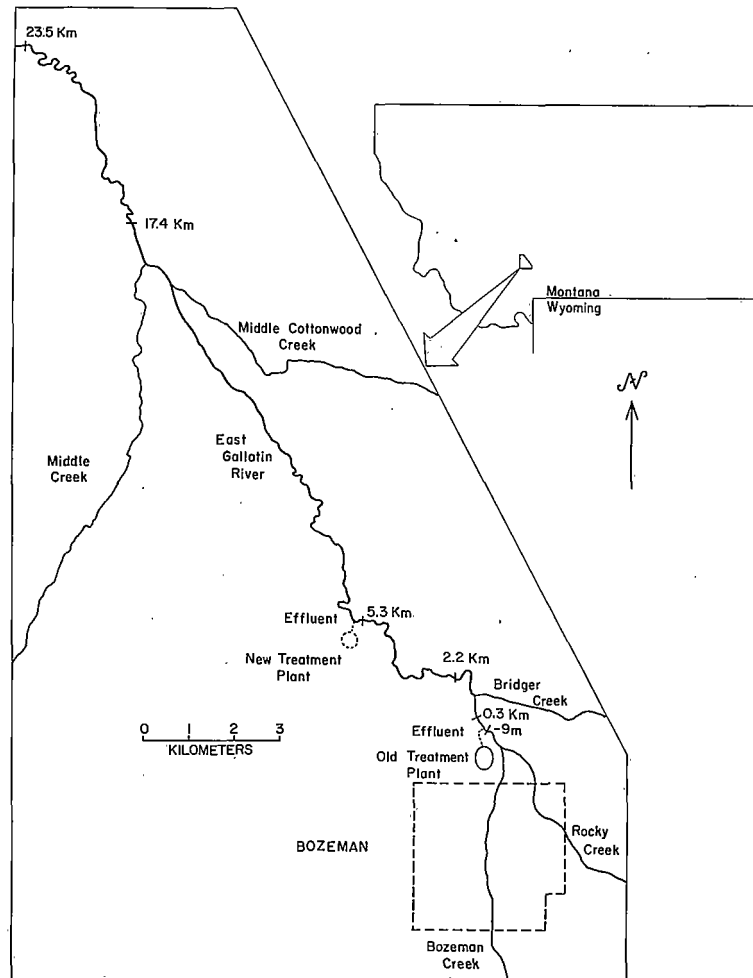 23.5 Km
17.4 Km
Montana
Wyoming
N
Middle Cottonwood
Creek
East
Gallatin
River
Middle
Creek
5.3 Km
Effluent
New Treatment
Plant
2.2 Km
Bridger
Creek
0.3 Km
-9m
Effluent
Old Treatment
Plant
0 1 2 3
KILOMETERS
BOZEMAN
Rocky
Creek
Bozeman
Creek